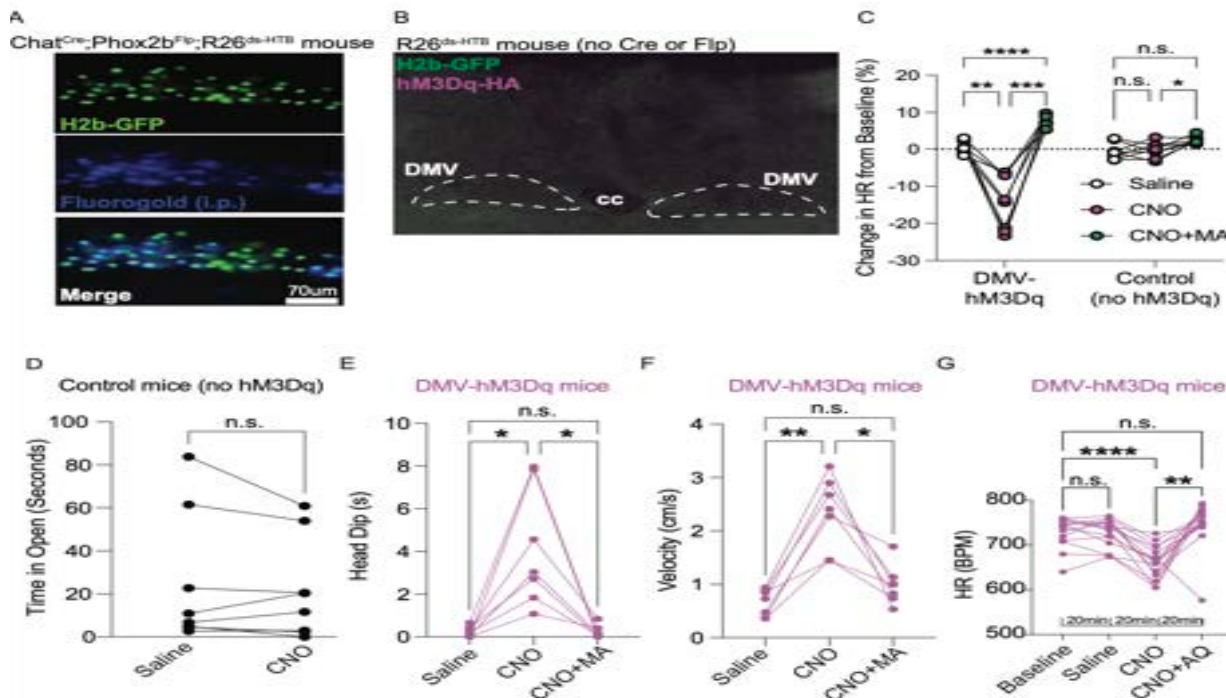 A
Chat^Cre;Phox2b^Flp;R26^ds-HTB mouse
H2b-GFP
Fluorogold (i.p.)
Merge
70um
B
R26^ds-HTB mouse (no Cre or Flp)
H2b-GFP
hM3Dq-HA
DMV
cc
DMV
C
Change in HR from Baseline (%)
20
10
0
-10
-20
-30
****
** ***
n.s.
n.s. *
Saline
CNO
CNO+MA
DMV-
hM3Dq
Control
(no hM3Dq)
D
Control mice (no hM3Dq)
Time in Open (Seconds)
100
80
60
40
20
0
n.s.
Saline
CNO
E
DMV-hM3Dq mice
Head Dip (s)
10
8
6
4
2
0
n.s.
* *
Saline
CNO
CNO+MA
F
DMV-hM3Dq mice
Velocity (cm/s)
4
3
2
1
0
n.s.
** *
Saline
CNO
CNO+MA
G
DMV-hM3Dq mice
HR (BPM)
800
700
600
500
n.s.
****
n.s. **
20min 20min 20min
Baseline
Saline
CNO
CNO+AQ